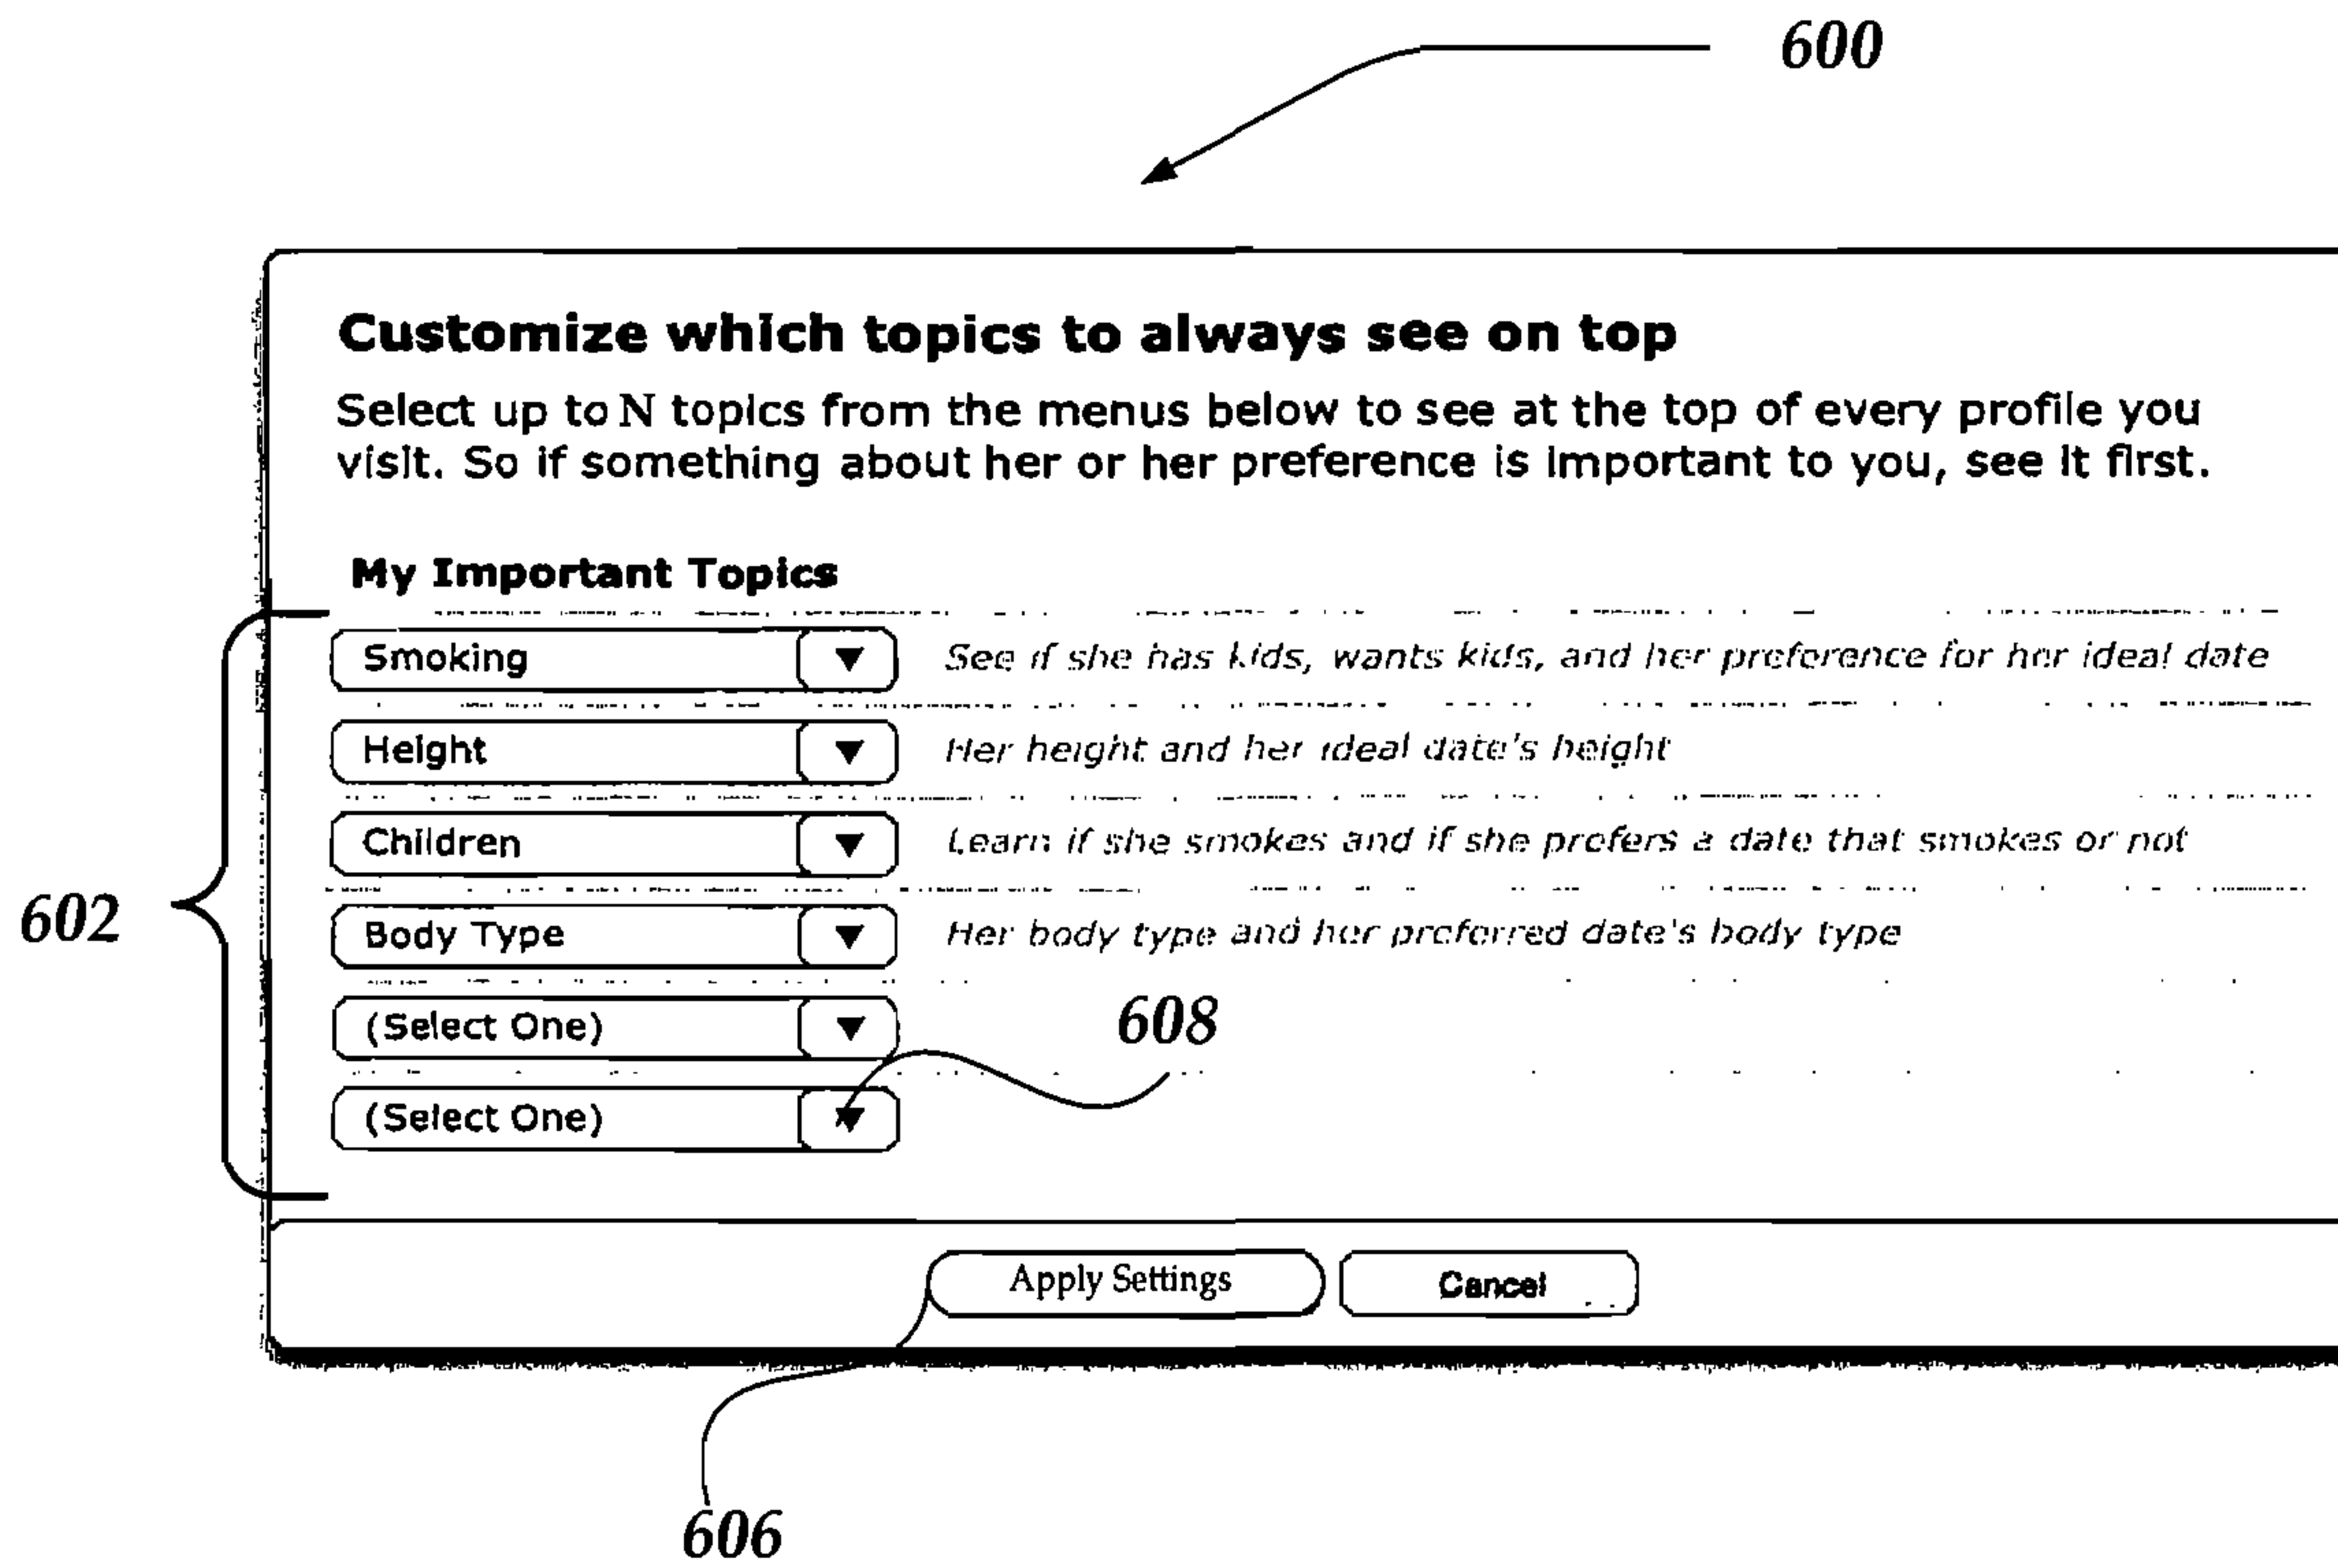 600
Customize which topics to always see on top
Select up to N topics from the menus below to see at the top of every profile you
visit. So if something about her or her preference is important to you, see it first.
My Important Topics
Smoking See if she has kids, wants kids, and her preference for her ideal date
Height Her height and her ideal date's height
Children Learn if she smokes and if she prefers a date that smokes or not
602
Body Type Her body type and her preferred date's body type
(Select One)
608
(Select One)
Apply Settings Cancel
606